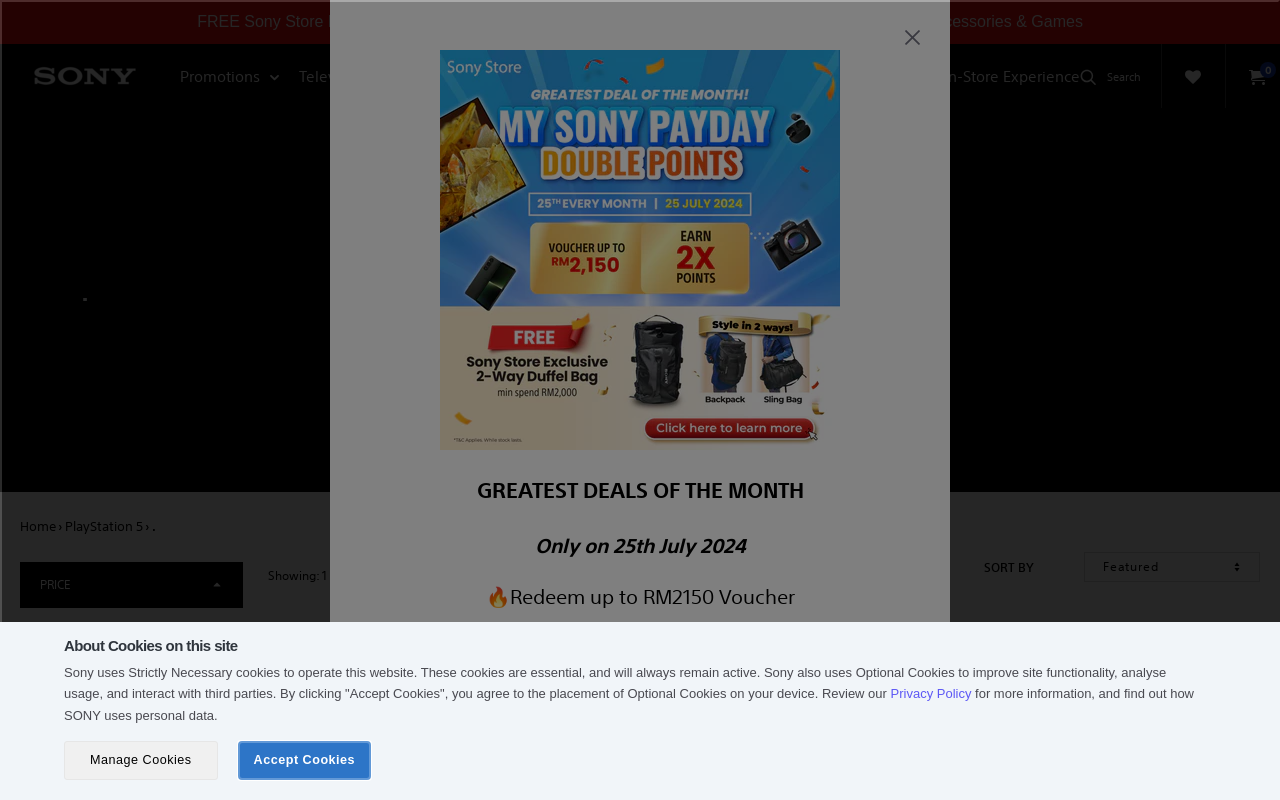 FREE Sony Store
cessories & Games
SONY
Promotions
Telev
n-Store Experience
Search
0
Sony Store
GREATEST DEAL OF THE MONTH!
MY SONY PAYDAY
DOUBLE POINTS
25TH EVERY MONTH | 25 JULY 2024
VOUCHER UP TO
RM2,150
EARN
2X
POINTS
FREE
Sony Store Exclusive
2-Way Duffel Bag
min spend RM2,000
Style in 2 ways!
Backpack
Sling Bag
Click here to learn more
*T&C Applies. While stock lasts.
GREATEST DEALS OF THE MONTH
Only on 25th July 2024
🔥Redeem up to RM2150 Voucher
Home › PlayStation 5 › .
PRICE
Showing: 1
SORT BY
Featured
About Cookies on this site
Sony uses Strictly Necessary cookies to operate this website. These cookies are essential, and will always remain active. Sony also uses Optional Cookies to improve site functionality, analyse
usage, and interact with third parties. By clicking "Accept Cookies", you agree to the placement of Optional Cookies on your device. Review our Privacy Policy for more information, and find out how
SONY uses personal data.
Manage Cookies
Accept Cookies